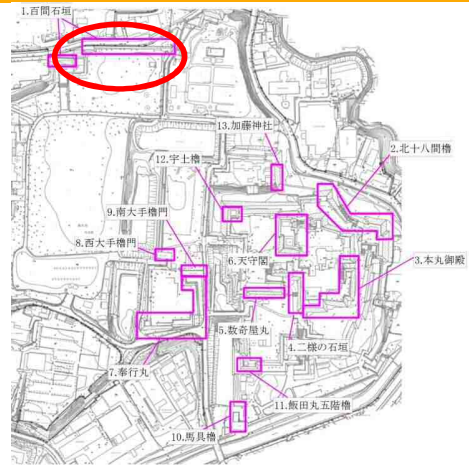 1.百間石垣
13.加藤神社
2.北十八間櫓
12.宇土櫓
9.南大手櫓門
8.西大手櫓門
6.天守閣
3.本丸御殿
5.数奇屋丸
4.二様の石垣
7.奉行丸
11.飯田丸五階櫓
10.馬具櫓